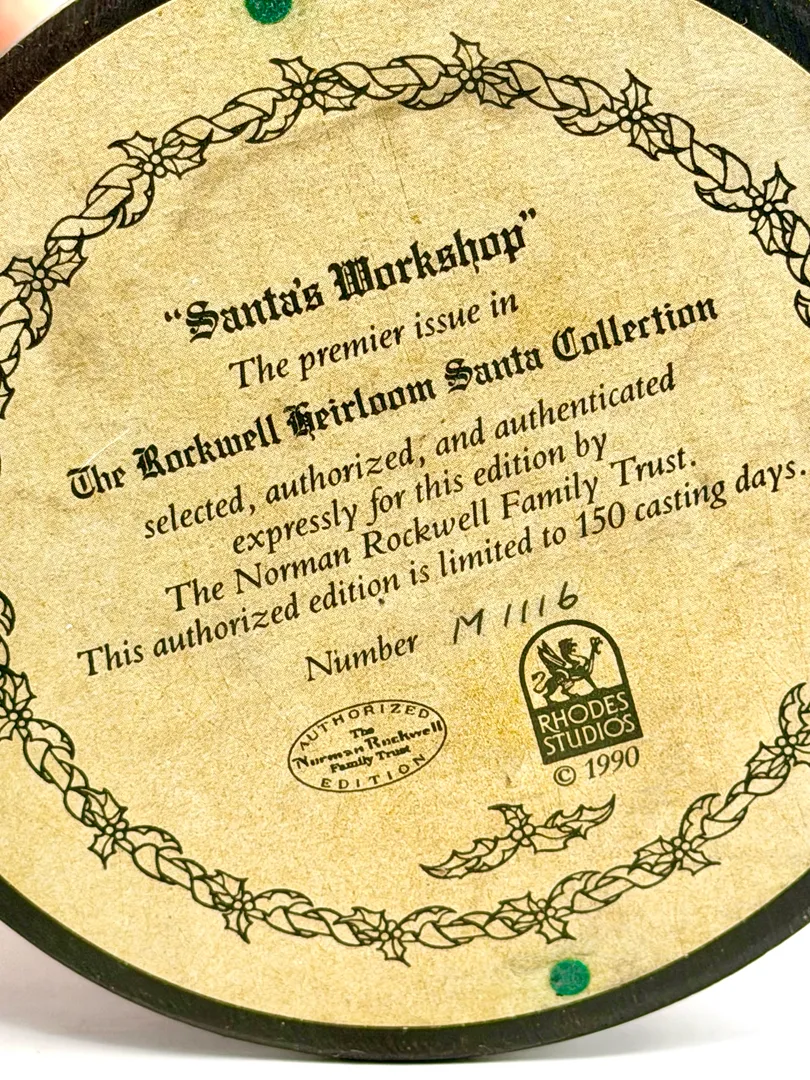 “Santa's Workshop”
The premier issue in
The Rockwell Heirloom Santa Collection
selected, authorized, and authenticated
expressly for this edition by
The Norman Rockwell Family Trust.
This authorized edition is limited to 150 casting days.
Number M 1116
AUTHORIZED
The
Norman Rockwell
Family Trust
EDITION
RHODES
STUDIOS
© 1990